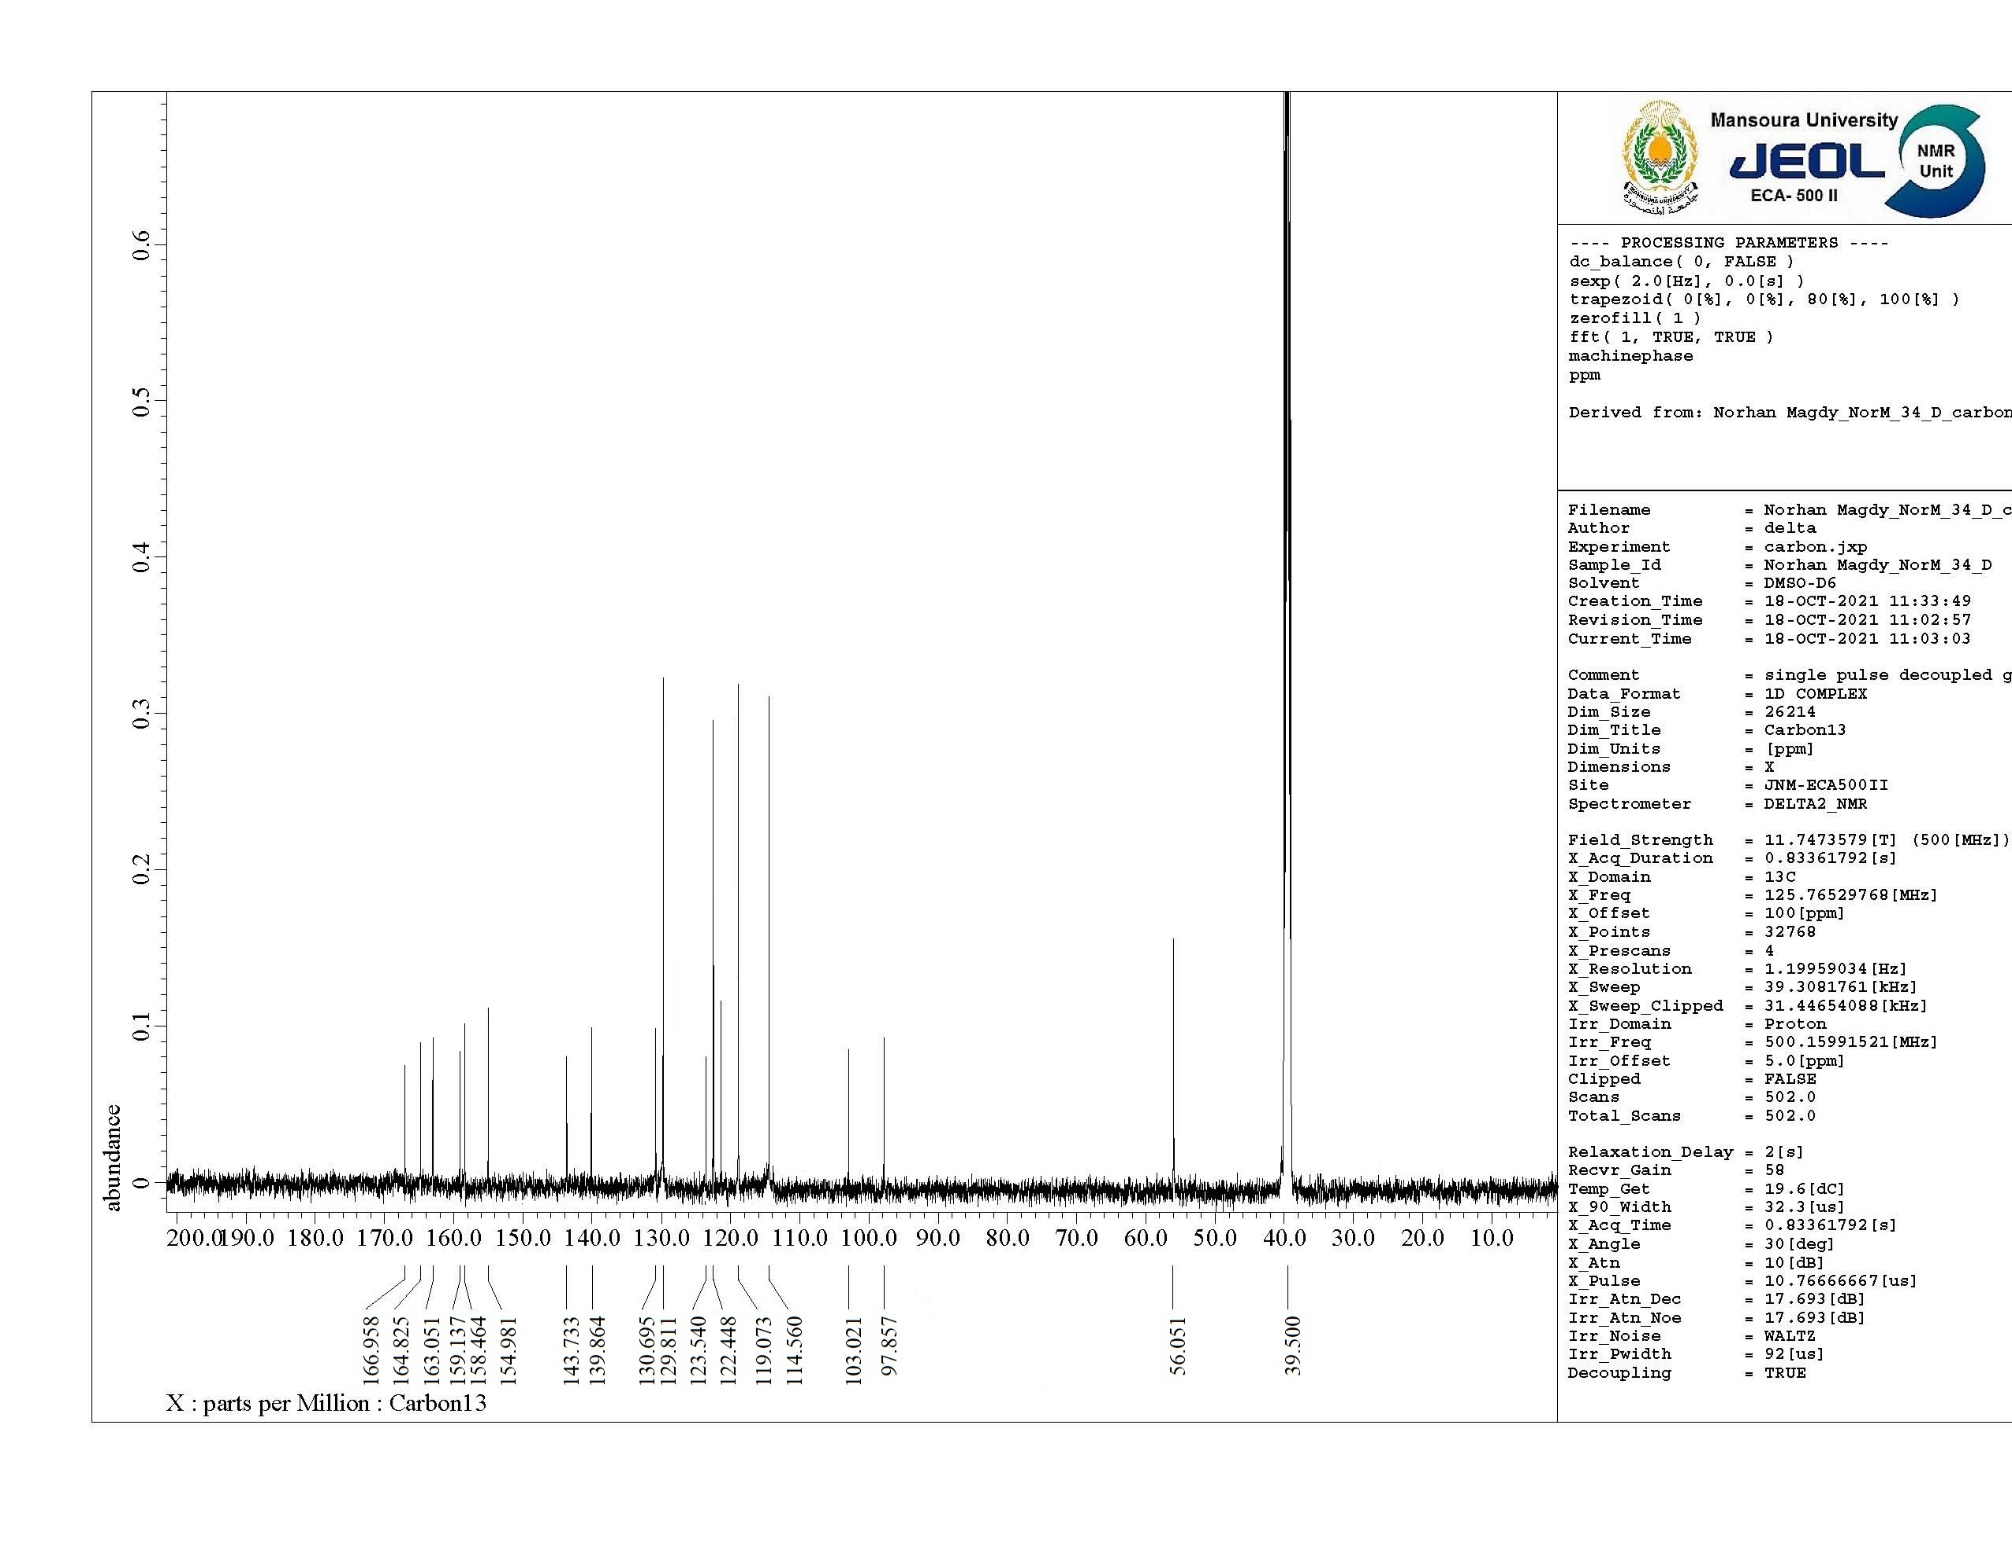 abundance
0 0.1 0.2 0.3 0.4 0.5 0.6
200.0 190.0 180.0 170.0 160.0 150.0 140.0 130.0 120.0 110.0 100.0 90.0 80.0 70.0 60.0 50.0 40.0 30.0 20.0 10.0
166.958 164.825 163.051 159.137 158.464 154.981 143.733 139.864 130.695 129.811 123.540 122.448 119.073 114.560 103.021 97.857 56.051 39.500
X : parts per Million : Carbon13
Mansoura University
JEOL
ECA- 500 II
NMR
Unit
---- PROCESSING PARAMETERS ----
dc_balance( 0, FALSE )
sexp( 2.0[Hz], 0.0[s] )
trapezoid( 0[%], 0[%], 80[%], 100[%] )
zerofill( 1 )
fft( 1, TRUE, TRUE )
machinephase
ppm
Derived from: Norhan Magdy_NorM_34_D_carbon
Filename = Norhan Magdy_NorM_34_D_c
Author = delta
Experiment = carbon.jxp
Sample_Id = Norhan Magdy_NorM_34_D
Solvent = DMSO-D6
Creation_Time = 18-OCT-2021 11:33:49
Revision_Time = 18-OCT-2021 11:02:57
Current_Time = 18-OCT-2021 11:03:03
Comment = single pulse decoupled g
Data_Format = 1D COMPLEX
Dim_Size = 26214
Dim_Title = Carbon13
Dim_Units = [ppm]
Dimensions = X
Site = JNM-ECA500II
Spectrometer = DELTA2_NMR
Field_Strength = 11.7473579[T] (500[MHz])
X_Acq_Duration = 0.83361792[s]
X_Domain = 13C
X_Freq = 125.76529768[MHz]
X_Offset = 100[ppm]
X_Points = 32768
X_Prescans = 4
X_Resolution = 1.19959034[Hz]
X_Sweep = 39.3081761[kHz]
X_Sweep_Clipped = 31.44654088[kHz]
Irr_Domain = Proton
Irr_Freq = 500.15991521[MHz]
Irr_Offset = 5.0[ppm]
Clipped = FALSE
Scans = 502.0
Total_Scans = 502.0
Relaxation_Delay = 2[s]
Recvr_Gain = 58
Temp_Get = 19.6[dC]
X_90_Width = 32.3[us]
X_Acq_Time = 0.83361792[s]
X_Angle = 30[deg]
X_Atn = 10[dB]
X_Pulse = 10.76666667[us]
Irr_Atn_Dec = 17.693[dB]
Irr_Atn_Noe = 17.693[dB]
Irr_Noise = WALTZ
Irr_Pwidth = 92[us]
Decoupling = TRUE